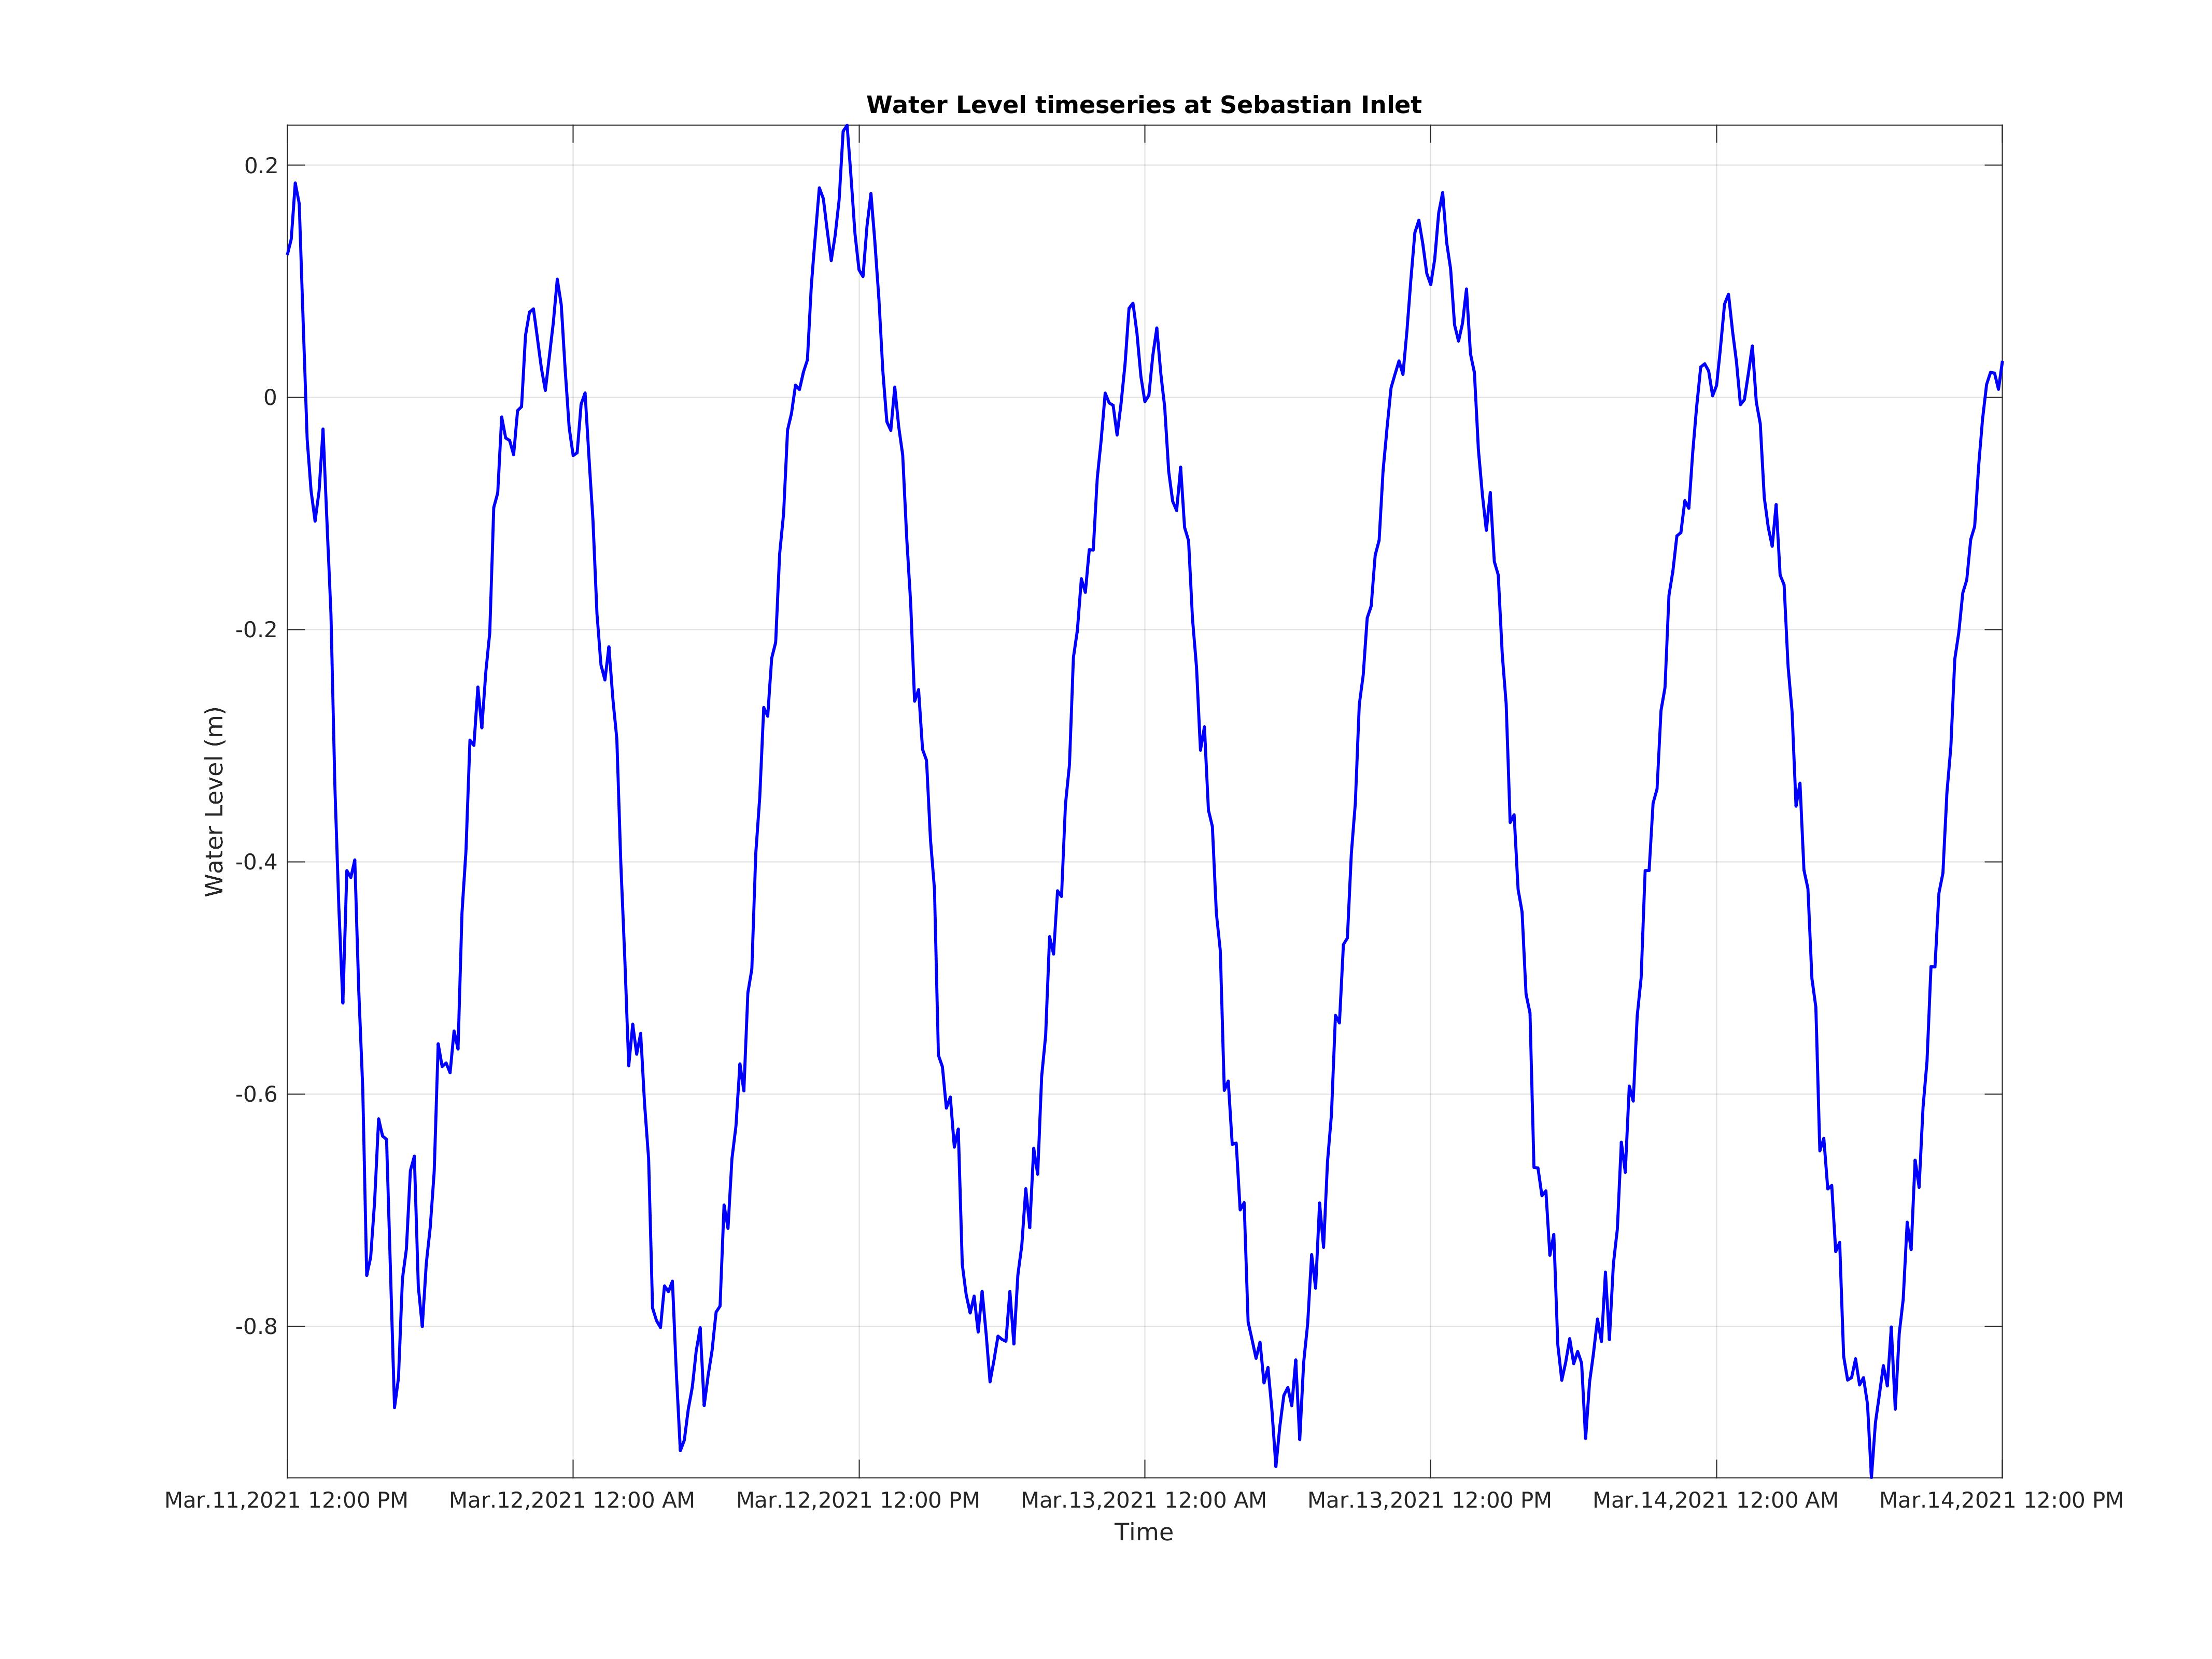 Water Level timeseries at Sebastian Inlet
0.2
0
-0.2
-0.4
-0.6
-0.8
Water Level (m)
Mar.11,2021 12:00 PM Mar.12,2021 12:00 AM Mar.12,2021 12:00 PM Mar.13,2021 12:00 AM Mar.13,2021 12:00 PM Mar.14,2021 12:00 AM Mar.14,2021 12:00 PM
Time